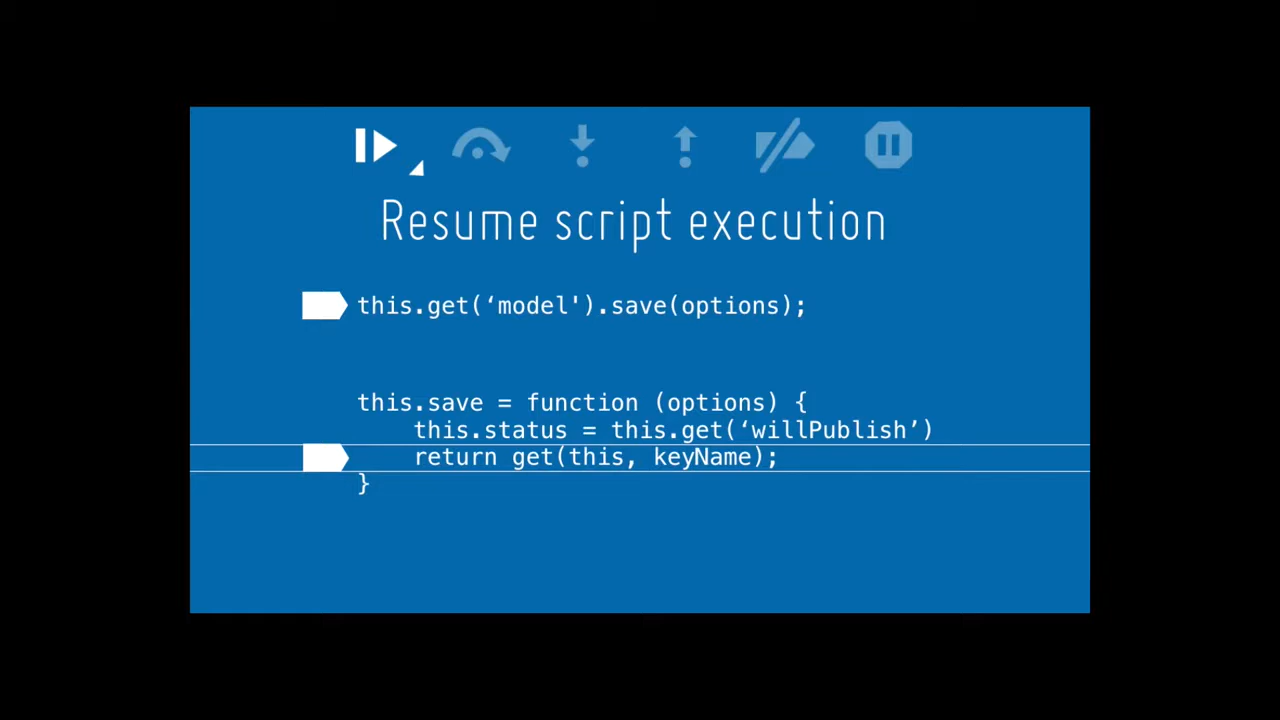 Resume script execution
this.get(‘model').save(options);
this.save = function (options) {
    this.status = this.get(‘willPublish’)
    return get(this, keyName);
}